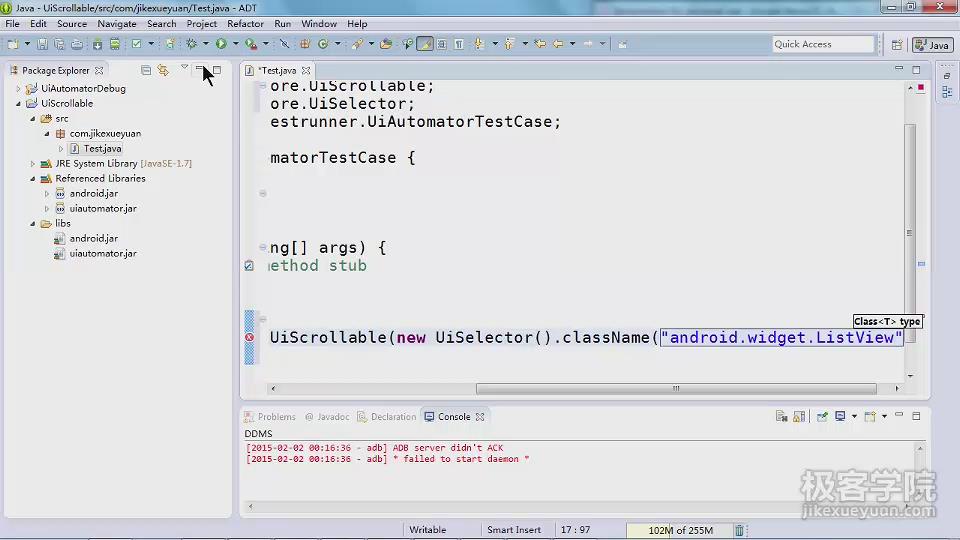 Java - UiScrollable/src/com/jikexueyuan/Test.java - ADT
File Edit Source Navigate Search Project Refactor Run Window Help
Quick Access
Java
Package Explorer
*Test.java
UiAutomatorDebug
UiScrollable
src
com.jikexueyuan
Test.java
JRE System Library [JavaSE-1.7]
Referenced Libraries
android.jar
uiautomator.jar
libs
android.jar
uiautomator.jar
ore.UiScrollable;
ore.UiSelector;
estrunner.UiAutomatorTestCase;
matorTestCase {
ng[] args) {
ethod stub
Class<T> type
UiScrollable(new UiSelector().className("android.widget.ListView"
Problems Javadoc Declaration Console
DDMS
[2015-02-02 00:16:36 - adb] ADB server didn't ACK
[2015-02-02 00:16:36 - adb] * failed to start daemon *
极客学院
jikexueyuan.com
Writable Smart Insert 17 : 97 102M of 255M